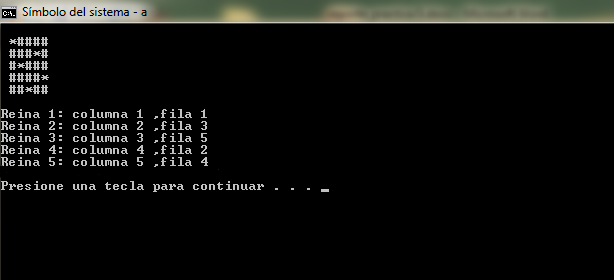 Símbolo del sistema - a
*####
###*#
#*###
####*
##*##
Reina 1: columna 1 ,fila 1
Reina 2: columna 2 ,fila 3
Reina 3: columna 3 ,fila 5
Reina 4: columna 4 ,fila 2
Reina 5: columna 5 ,fila 4
Presione una tecla para continuar . . . _